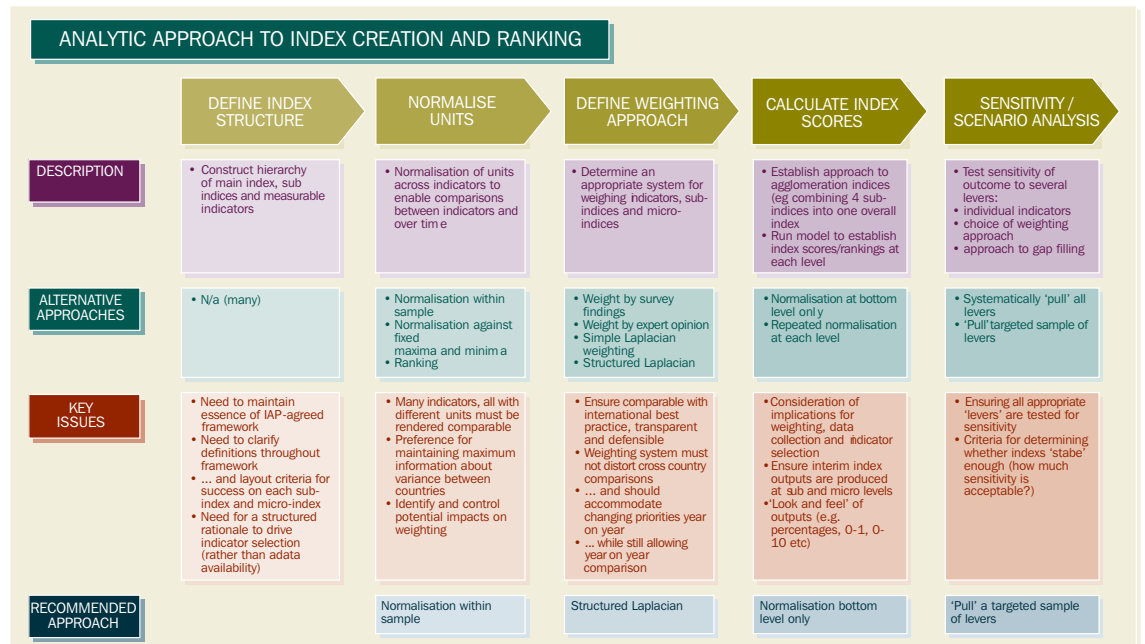 ANALYTIC APPROACH TO INDEX CREATION AND RANKING
DEFINE INDEX
STRUCTURE
NORMALISE
UNITS
DEFINE WEIGHTING
APPROACH
CALCULATE INDEX
SCORES
SENSITIVITY /
SCENARIO ANALYSIS
DESCRIPTION
• Construct hierarchy
of main index, sub
indices and measurable
indicators
• Normalisation of units
across indicators to
enable comparisons
between indicators and
over time
• Determine an
appropriate system for
weighing indicators, sub-
indices and micro-
indices
• Establish approach to
agglomeration indices
(eg combining 4 sub-
indices into one overall
index
• Run model to establish
index scores/rankings at
each level
• Test sensitivity of
outcome to several
levers:
• individual indicators
• choice of weighting
approach
• approach to gap filling
ALTERNATIVE
APPROACHES
• N/a (many)
• Normalisation within
sample
• Normalisation against
fixed
maxima and minima
• Ranking
• Weight by survey
findings
• Weight by expert opinion
• Simple Laplacian
weighting
• Structured Laplacian
• Normalisation at bottom
level only
• Repeated normalisation
at each level
• Systematically ‘pull’ all
levers
• ‘Pull’ targeted sample of
levers
KEY
ISSUES
• Need to maintain
essence of IAP-agreed
framework
• Need to clarify
definitions throughout
framework
• ... and layout criteria for
success on each sub-
index and micro-index
• Need for a structured
rationale to drive
indicator selection
(rather than adata
availability)
• Many indicators, all with
different units must be
rendered comparable
• Preference for
maintaining maximum
information about
variance between
countries
• Identify and control
potential impacts on
weighting
• Ensure comparable with
international best
practice, transparent
and defensible
• Weighting system must
not distort cross country
comparisons
• ... and should
accommodate
changing priorities year
on year
• ... while still allowing
year on year
comparison
• Consideration of
implications for
weighting, data
collection and indicator
selection
• Ensure interim index
outputs are produced
at sub and micro levels
• ‘Look and feel’ of
outputs (e.g.
percentages, 0-1, 0-
10 etc)
• Ensuring all appropriate
‘levers’ are tested for
sensitivity
• Criteria for determining
whether indexs ‘stabe’
enough (how much
sensitivity is
acceptable?)
RECOMMENDED
APPROACH
Normalisation within
sample
Structured Laplacian
Normalisation bottom
level only
‘Pull’ a targeted sample
of levers